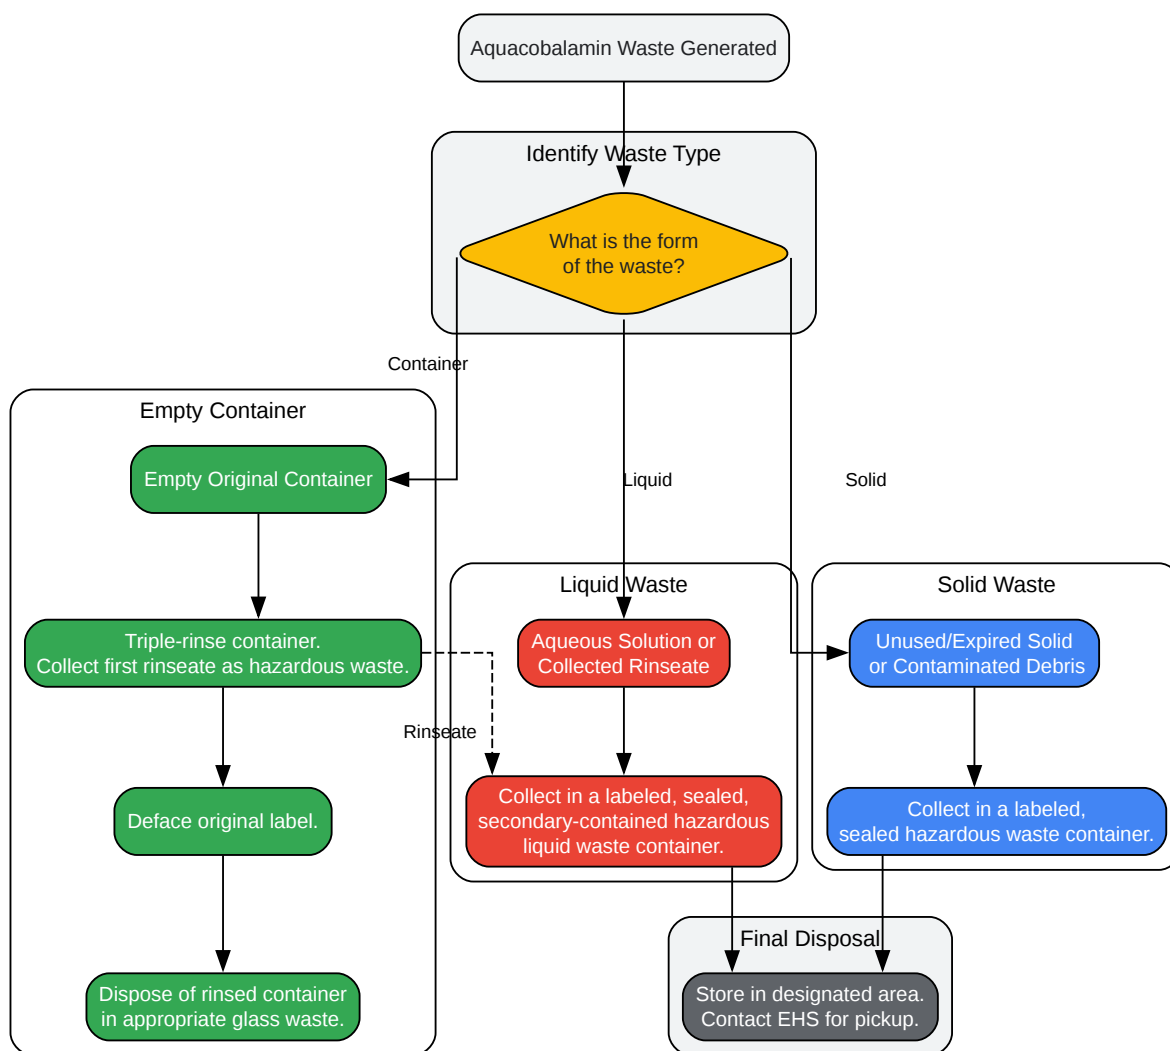 Aquacobalamin Waste Generated
Identify Waste Type
What is the form
of the waste?
Container
Empty Container
Empty Original Container
Liquid
Solid
Liquid Waste
Solid Waste
Triple-rinse container.
Collect first rinseate as hazardous waste.
Aqueous Solution or
Collected Rinseate
Unused/Expired Solid
or Contaminated Debris
Rinseate
Deface original label.
Collect in a labeled, sealed,
secondary-contained hazardous
liquid waste container.
Collect in a labeled,
sealed hazardous waste container.
Final Disposal
Dispose of rinsed container
in appropriate glass waste.
Store in designated area.
Contact EHS for pickup.